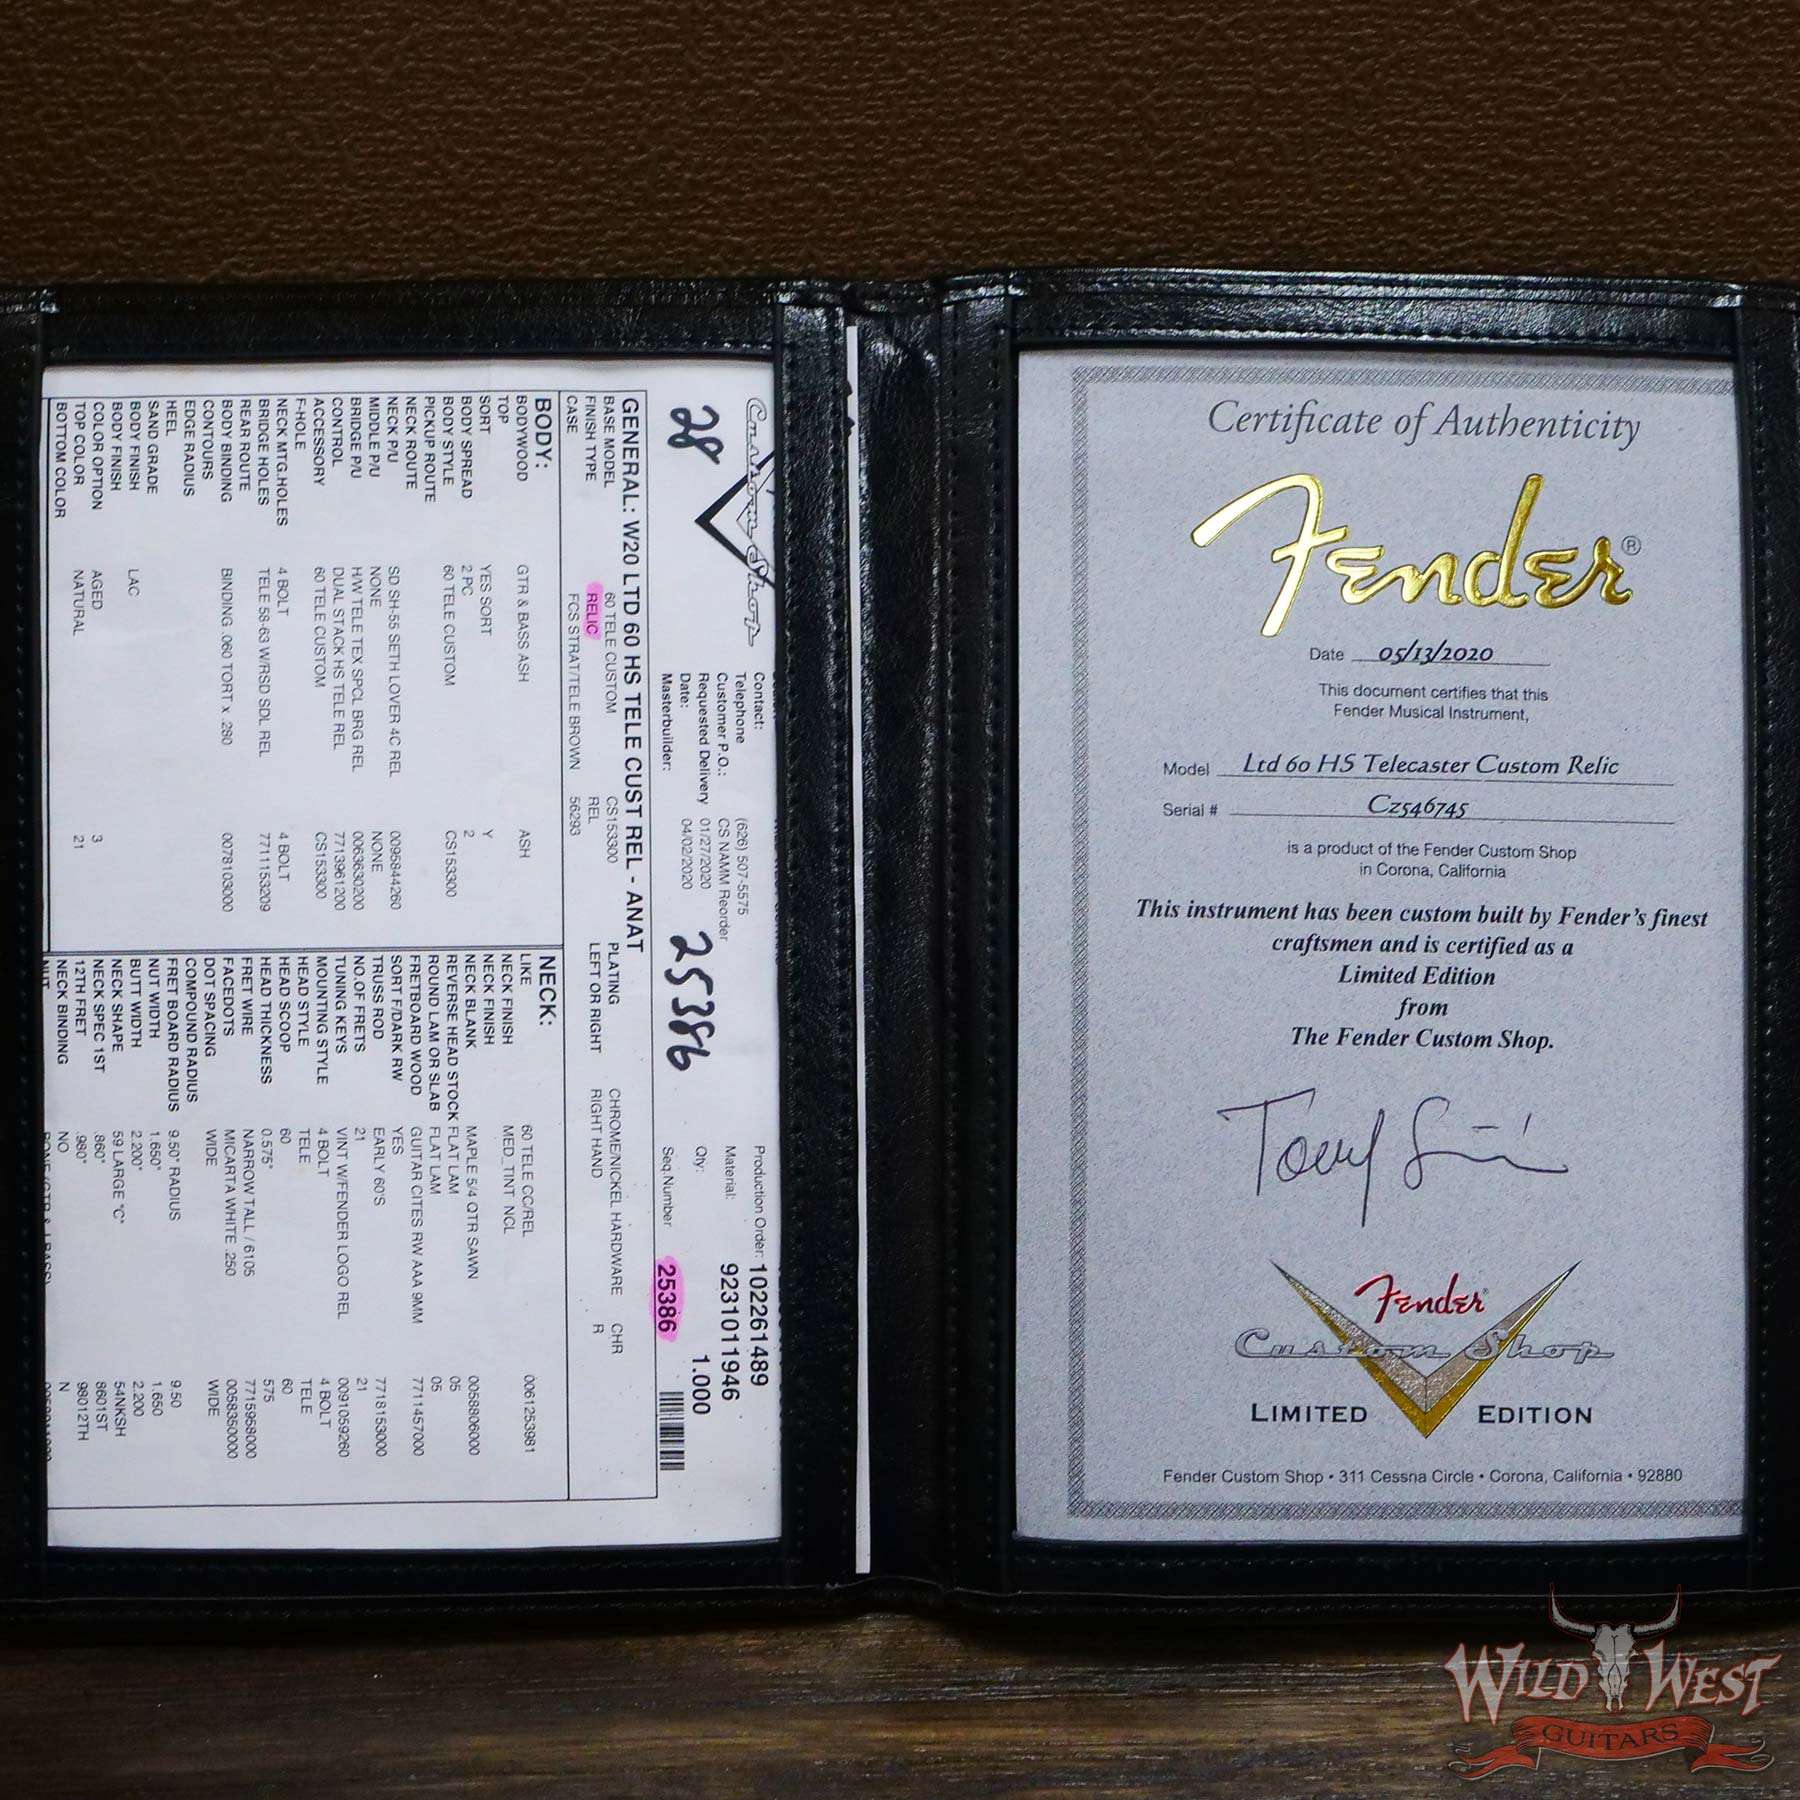 Custom Shop
28
25386
Contact:
Telephone (626) 507-5575
Customer P.O.: CS NAMM Reorder
Requested Delivery 01/27/2020
Date: 04/02/2020
Masterbuilder:
Production Order: 102261489
Material: 9231011946
Qty: 1.000
Seq.Number 25386
GENERAL: W20 LTD 60 HS TELE CUST REL - ANAT
BASE MODEL 60 TELE CUSTOM CS153300 PLATING CHROME/NICKEL HARDWARE CHR
FINISH TYPE RELIC REL LEFT OR RIGHT RIGHT HAND R
CASE FCS STRAT/TELE BROWN 56293
BODY:
BODYWOOD GTR & BASS ASH ASH
TOP
SORT YES SORT Y
BODY SPREAD 2 PC 2
BODY STYLE 60 TELE CUSTOM CS153300
PICKUP ROUTE
NECK ROUTE
NECK P/U SD SH-55 SETH LOVER 4C REL 0095844260
MIDDLE P/U NONE NONE
BRIDGE P/U H/W TELE TEX SPCL BRG REL 0063630200
CONTROL DUAL STACK HS TELE REL 7713961200
ACCESSORY 60 TELE CUSTOM CS153300
F-HOLE
NECK MTG.HOLES 4 BOLT 4 BOLT
BRIDGE HOLES TELE 58-63 W/RSD SDL REL 7711153209
REAR ROUTE
BODY BINDING BINDING .060 TORT x .280 0078103000
CONTOURS
EDGE RADIUS
HEEL
SAND GRADE
BODY FINISH LAC
BODY FINISH
COLOR OPTION AGED 3
TOP COLOR NATURAL 21
BOTTOM COLOR
NECK:
LIKE 60 TELE CC/REL 0061253981
NECK FINISH MED_TINT NCL
NECK FINISH
NECK BLANK MAPLE 5/4 QTR SAWN 0058806000
REVERSE HEAD STOCK FLAT LAM 05
ROUND LAM OR SLAB FLAT LAM 05
FRETBOARD WOOD GUITAR CITES RW AAA 9MM 7711457000
SORT F/DARK RW YES
TRUSS ROD EARLY 60'S 7718153000
NO.OF FRETS 21 21
TUNING KEYS VINT W/FENDER LOGO REL 0091059260
MOUNTING STYLE 4 BOLT 4 BOLT
HEAD STYLE TELE TELE
HEAD SCOOP 60 60
HEAD THICKNESS 0.575" 575
FRET WIRE NARROW TALL / 6105 7715958000
FACEDOTS MICARTA WHITE .250 0058350000
DOT SPACING WIDE WIDE
COMPOUND RADIUS
FRET BOARD RADIUS 9.50" RADIUS 9.50
NUT WIDTH 1.650" 1.650
BUTT WIDTH 2.200" 2.200
NECK SHAPE 59 LARGE "C" 54NKSH
NECK SPEC 1ST .860" 8601ST
12TH FRET .980" 98012TH
NECK BINDING NO N
Certificate of Authenticity
Fender®
Date 05/13/2020
This document certifies that this
Fender Musical Instrument,
Model Ltd 60 HS Telecaster Custom Relic
Serial # Cz546745
is a product of the Fender Custom Shop
in Corona, California
This instrument has been custom built by Fender's finest
craftsmen and is certified as a
Limited Edition
from
The Fender Custom Shop.
Fender®
Custom Shop
LIMITED EDITION
Fender Custom Shop • 311 Cessna Circle • Corona, California • 92880
WILD WEST
GUITARS